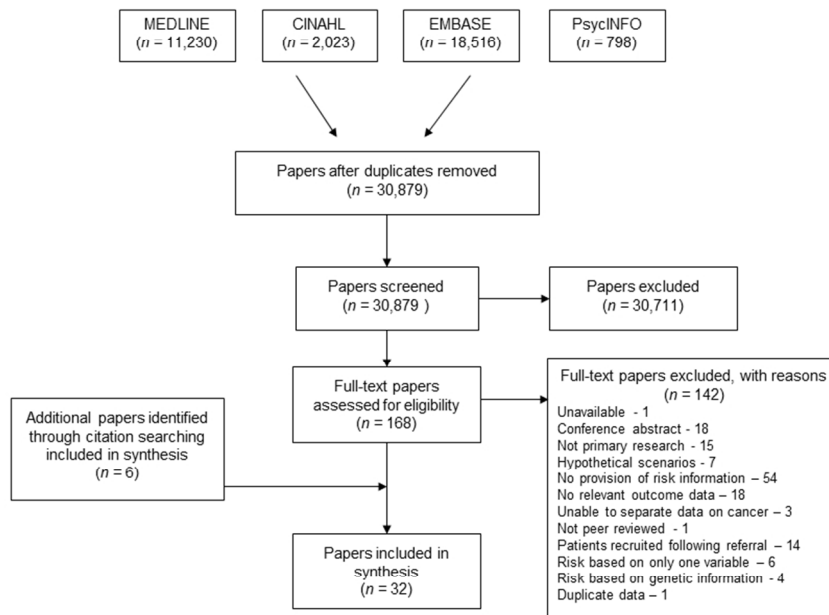 MEDLINE
(n – 11,230)
CINAHL
(n – 2,023)
EMBASE
(n – 18,516)
PsycINFO
(n – 798)
Papers after duplicates removed
(n = 30,879)
Papers screened
(n = 30,879 )
Papers excluded
(n = 30,711)
Full-text papers
assessed for eligibility
(n = 168)
Full-text papers excluded, with reasons
(n = 142)
Unavailable - 1
Conference abstract - 18
Not primary research - 15
Hypothetical scenarios - 7
No provision of risk information – 54
No relevant outcome data – 18
Unable to separate data on cancer – 3
Not peer reviewed – 1
Patients recruited following referral – 14
Risk based on only one variable – 6
Risk based on genetic information - 4
Duplicate data – 1
Additional papers identified
through citation searching
included in synthesis
(n = 6)
Papers included in
synthesis
(n = 32)